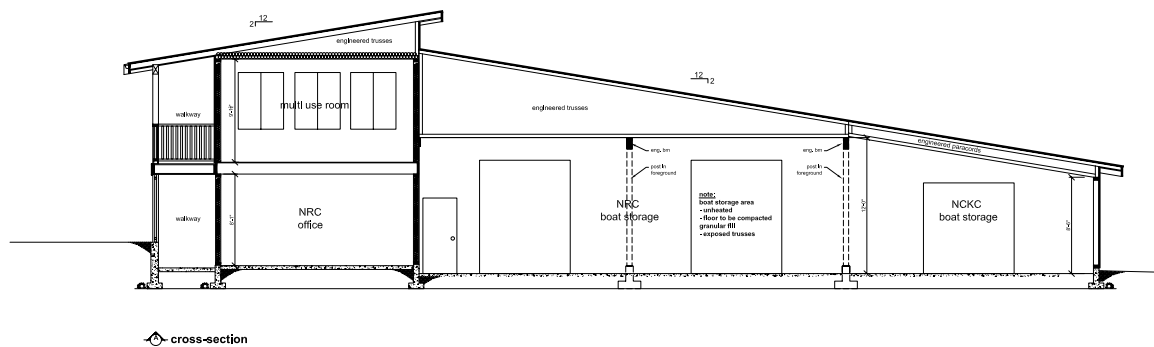 12
2
engineered trusses
12
2
multi use room
walkway
engineered trusses
eng. bm
post in
foreground
eng. bm
post in
foreground
engineered paracords
note:
boat storage area
- unheated
- floor to be compacted
granular fill
- exposed trusses
walkway
NRC
office
NRC
boat storage
NCKC
boat storage
8'-1"
A
cross-section